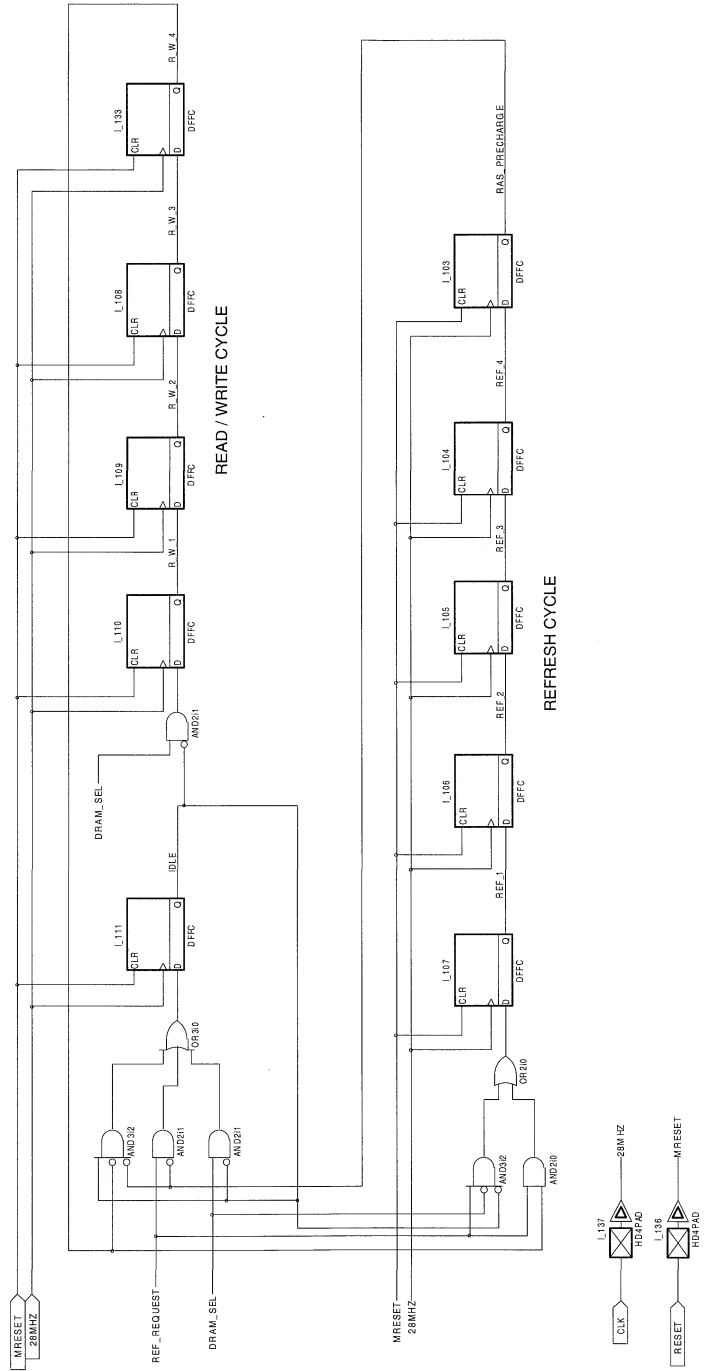 MRESET
28MHZ
I_111
CLR
D
Q
DFFC
IDLE
I_110
CLR
D
Q
DFFC
R_W_1
I_109
CLR
D
Q
DFFC
R_W_2
I_108
CLR
D
Q
DFFC
R_W_3
I_133
CLR
D
Q
DFFC
R_W_4
DRAM_SEL
AND2i1
OR3i0
AND3i2
AND2i1
AND2i1
REF_REQUEST
DRAM_SEL
READ / WRITE CYCLE
MRESET
28MHZ
AND3i2
AND2i0
OR2i0
I_107
CLR
D
Q
DFFC
REF_1
I_106
CLR
D
Q
DFFC
REF_2
I_105
CLR
D
Q
DFFC
REF_3
I_104
CLR
D
Q
DFFC
REF_4
I_103
CLR
D
Q
DFFC
RAS_PRECHARGE
REFRESH CYCLE
CLK
I_137
HD4PAD
28MHZ
RESET
I_136
HD4PAD
MRESET